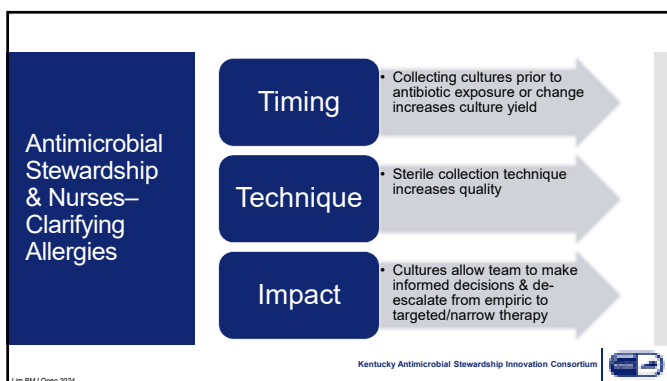 Antimicrobial
Stewardship
& Nurses–
Clarifying
Allergies
Timing
• Collecting cultures prior to
antibiotic exposure or change
increases culture yield
Technique
• Sterile collection technique
increases quality
Impact
• Cultures allow team to make
informed decisions & de-
escalate from empiric to
targeted/narrow therapy
Kentucky Antimicrobial Stewardship Innovation Consortium
2024